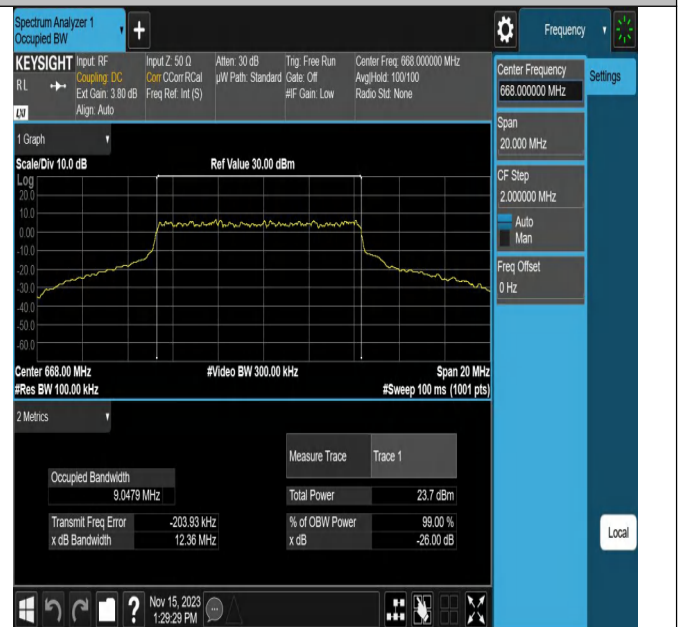 Spectrum Analyzer 1
Occupied BW
+
Frequency
KEYSIGHT
RL
LXI
Input: RF
Coupling: DC
Ext Gain: 3.80 dB
Align: Auto
Input Z: 50 Ω
Corr CCorr RCal
Freq Ref: Int (S)
Atten: 30 dB
µW Path: Standard
Trig: Free Run
Gate: Off
#IF Gain: Low
Center Freq: 668.000000 MHz
Avg|Hold: 100/100
Radio Std: None
Center Frequency
668.000000 MHz
Settings
Span
20.000 MHz
CF Step
2.000000 MHz
Auto
Man
Freq Offset
0 Hz
1 Graph
Scale/Div 10.0 dB
Ref Value 30.00 dBm
Log
20.0
10.0
0.00
-10.0
-20.0
-30.0
-40.0
-50.0
-60.0
Center 668.00 MHz
#Video BW 300.00 kHz
Span 20 MHz
#Res BW 100.00 kHz
#Sweep 100 ms (1001 pts)
2 Metrics
Measure Trace
Trace 1
Occupied Bandwidth
9.0479 MHz
Total Power
23.7 dBm
Transmit Freq Error
-203.93 kHz
% of OBW Power
99.00 %
x dB Bandwidth
12.36 MHz
x dB
-26.00 dB
Local
?
Nov 15, 2023
1:29:29 PM